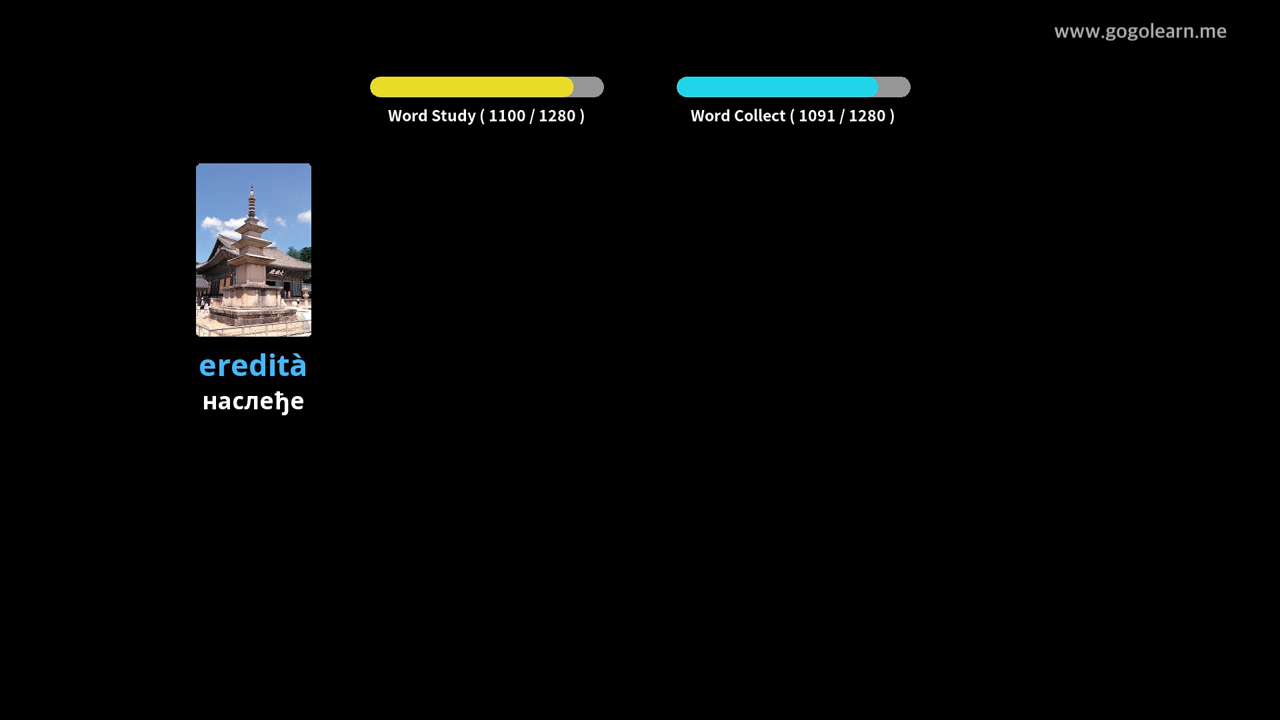 www.gogolearn.me
Word Study ( 1100 / 1280 )
Word Collect ( 1091 / 1280 )
eredità
наслеђе